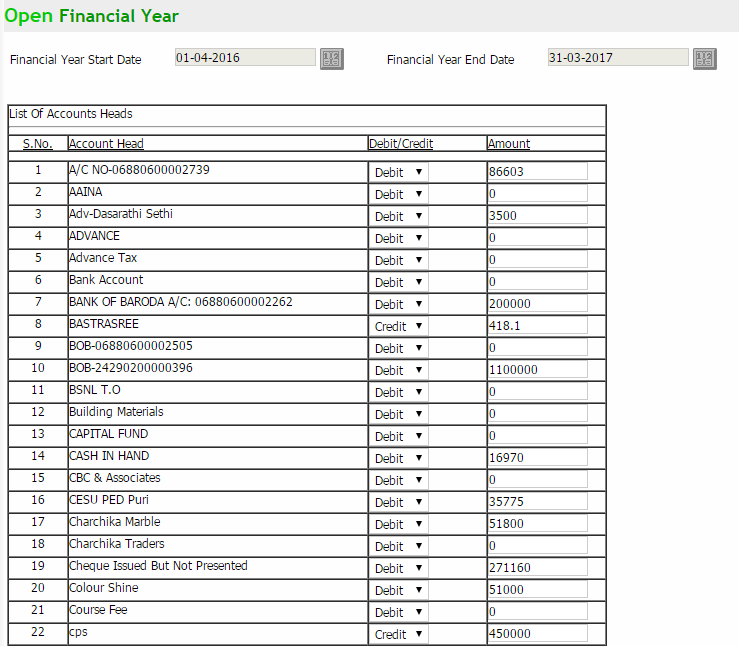 Open Financial Year
Financial Year Start Date 01-04-2016 Financial Year End Date 31-03-2017
List Of Accounts Heads
S.No. Account Head Debit/Credit Amount
1 A/C NO-06880600002739 Debit 86603
2 AAINA Debit 0
3 Adv-Dasarathi Sethi Debit 3500
4 ADVANCE Debit 0
5 Advance Tax Debit 0
6 Bank Account Debit 0
7 BANK OF BARODA A/C: 06880600002262 Debit 200000
8 BASTRASREE Credit 418.1
9 BOB-06880600002505 Debit 0
10 BOB-24290200000396 Debit 1100000
11 BSNL T.O Debit 0
12 Building Materials Debit 0
13 CAPITAL FUND Debit 0
14 CASH IN HAND Debit 16970
15 CBC & Associates Debit 0
16 CESU PED Puri Debit 35775
17 Charchika Marble Debit 51800
18 Charchika Traders Debit 0
19 Cheque Issued But Not Presented Debit 271160
20 Colour Shine Debit 51000
21 Course Fee Debit 0
22 cps Credit 450000